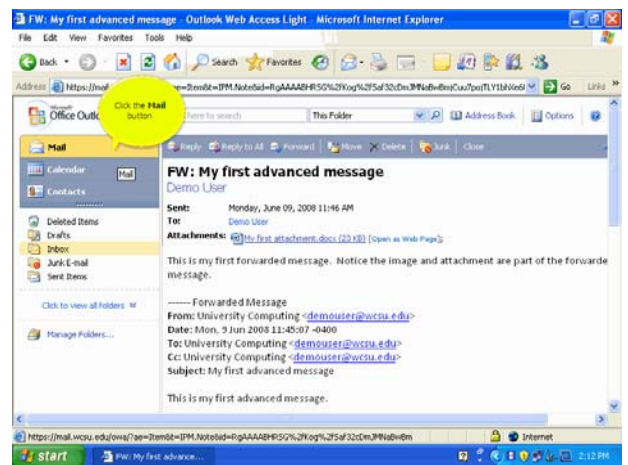 FW: My first advanced message - Outlook Web Access Light - Microsoft Internet Explorer
File Edit View Favorites Tools Help
Back Search Favorites
Address https://mail Go Links
Click the Mail
button
Office Outl here to search This Folder Address Book Options
Mail Reply Reply to All Forward Move Delete Junk Close
Calendar
Mail
Contacts
FW: My first advanced message
Demo User
Sent: Monday, June 09, 2008 11:46 AM
To: Demo User
Attachments: My first attachment.docx (23 KB) [Open as Web Page];
Deleted Items
Drafts
Inbox
Junk E-mail
Sent Items
Click to view all folders
Manage Folders...
This is my first forwarded message. Notice the image and attachment are part of the forwarde
message.
------ Forwarded Message
From: University Computing <demouser@wcsu.edu>
Date: Mon, 9 Jun 2008 11:45:07 -0400
To: University Computing <demouser@wcsu.edu>
Cc: University Computing <demouser@wcsu.edu>
Subject: My first advanced message
This is my first advanced message.
Internet
start FW: My first advance... 2:12 PM